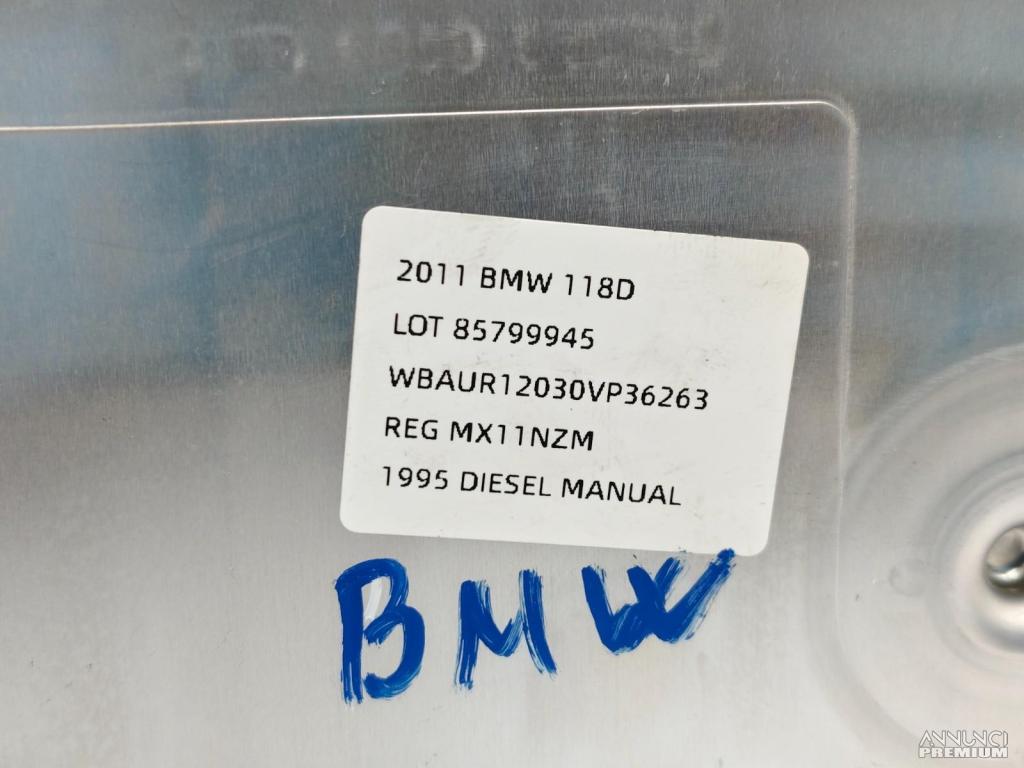 2011 BMW 118D
LOT 85799945
WBAUR12030VP36263
REG MX11NZM
1995 DIESEL MANUAL
BMW
ANNUNCI
PREMIUM